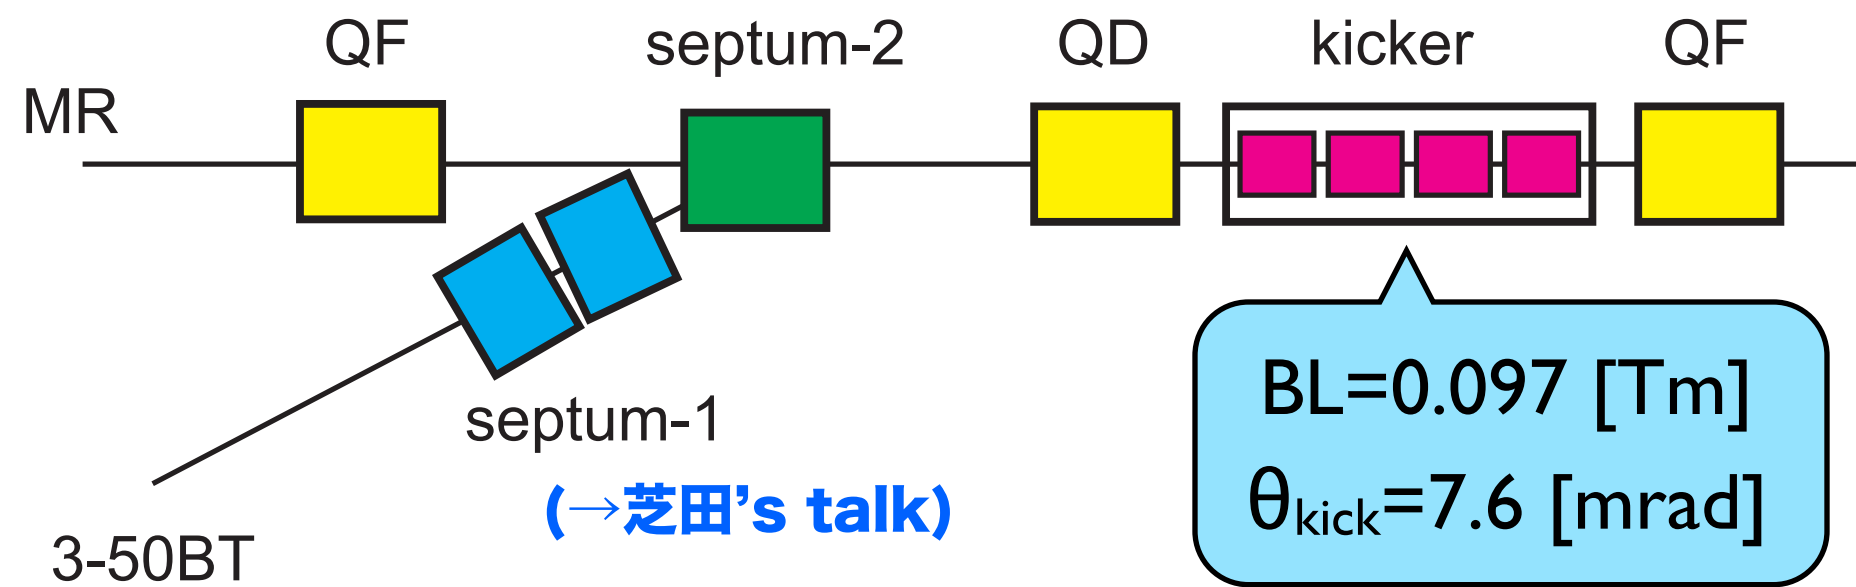 QF
septum-2
QD
kicker
QF
MR
septum-1
(→芝田's talk)
3-50BT
BL=0.097 [Tm]
θkick=7.6 [mrad]